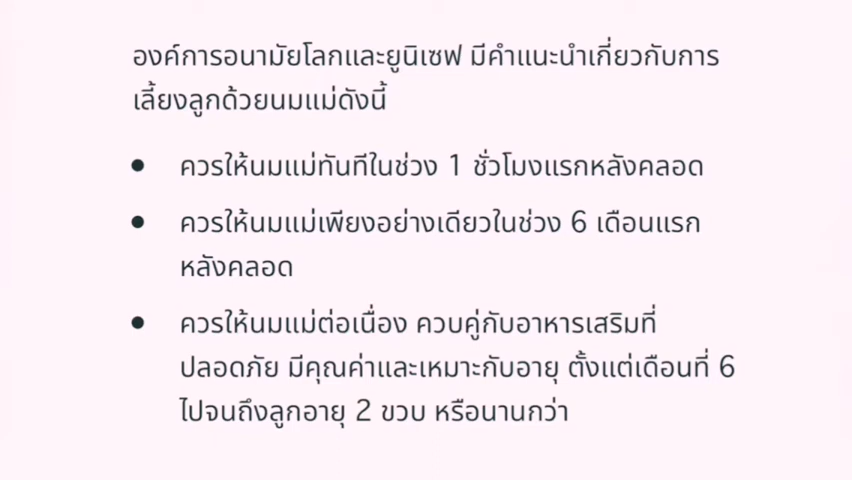 องค์การอนามัยโลกและยูนิเซฟ มีคำแนะนำเกี่ยวกับการ
เลี้ยงลูกด้วยนมแม่ดังนี้
• ควรให้นมแม่ทันทีในช่วง 1 ชั่วโมงแรกหลังคลอด
• ควรให้นมแม่เพียงอย่างเดียวในช่วง 6 เดือนแรก
หลังคลอด
• ควรให้นมแม่ต่อเนื่อง ควบคู่กับอาหารเสริมที่
ปลอดภัย มีคุณค่าและเหมาะกับอายุ ตั้งแต่เดือนที่ 6
ไปจนถึงลูกอายุ 2 ขวบ หรือนานกว่า